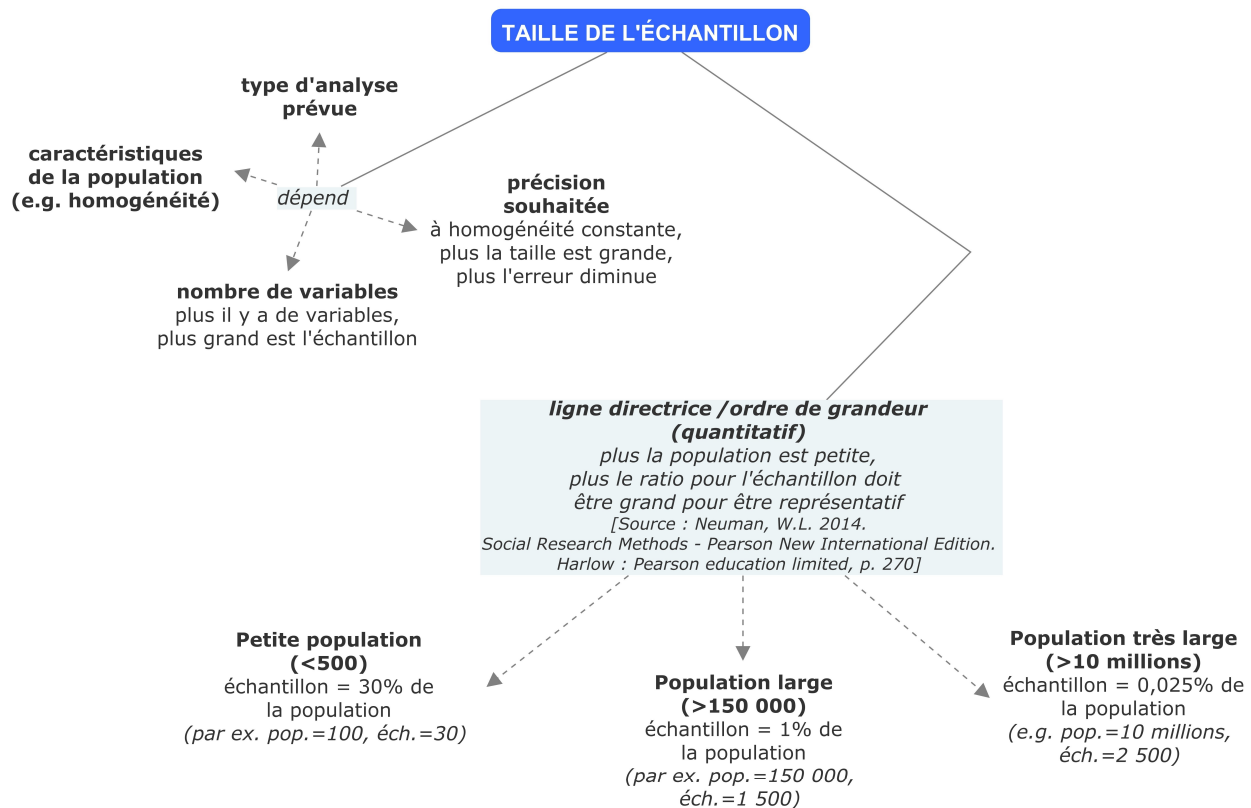 TAILLE DE L'ÉCHANTILLON
type d'analyse
prévue
caractéristiques
de la population
(e.g. homogénéité)
dépend
précision
souhaitée
à homogénéité constante,
plus la taille est grande,
plus l'erreur diminue
nombre de variables
plus il y a de variables,
plus grand est l'échantillon
ligne directrice /ordre de grandeur
(quantitatif)
plus la population est petite,
plus le ratio pour l'échantillon doit
être grand pour être représentatif
[Source : Neuman, W.L. 2014.
Social Research Methods - Pearson New International Edition.
Harlow : Pearson education limited, p. 270]
Petite population
(<500)
échantillon = 30% de
la population
(par ex. pop.=100, éch.=30)
Population large
(>150 000)
échantillon = 1% de
la population
(par ex. pop.=150 000,
éch.=1 500)
Population très large
(>10 millions)
échantillon = 0,025% de
la population
(e.g. pop.=10 millions,
éch.=2 500)